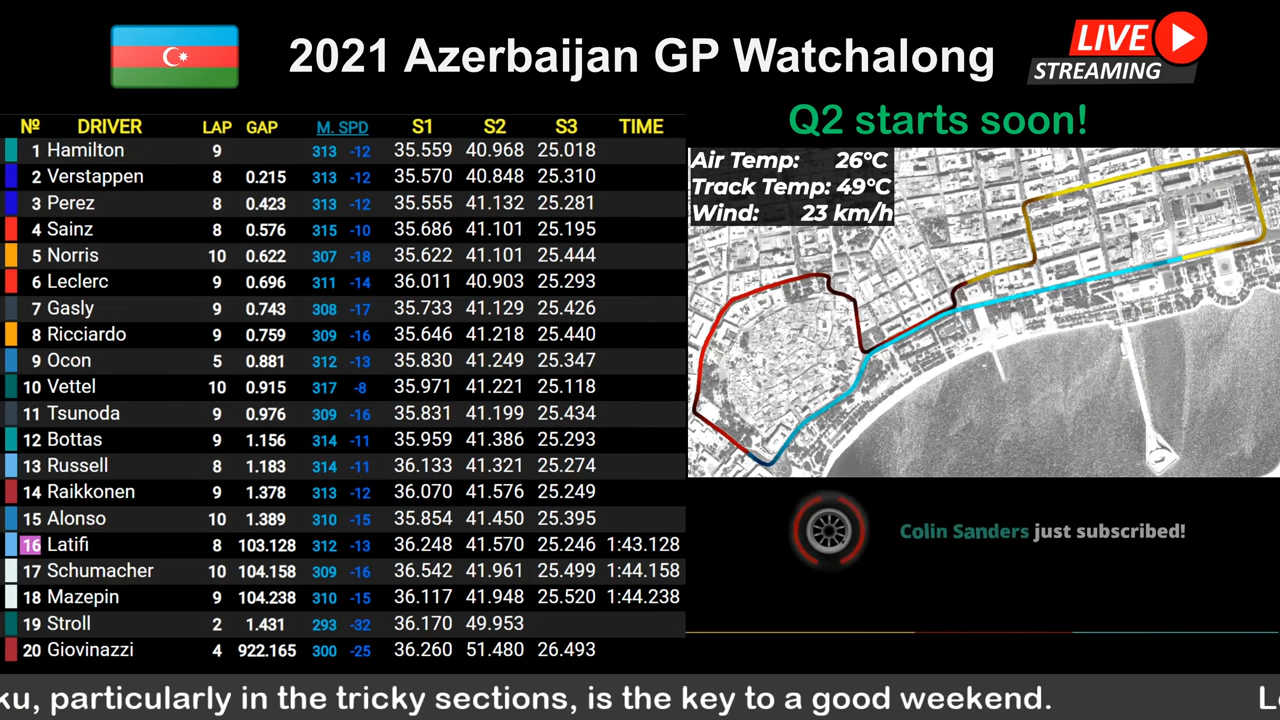 2021 Azerbaijan GP Watchalong
LIVE
STREAMING
Nº DRIVER LAP GAP M. SPD S1 S2 S3 TIME
1 Hamilton 9 313 -12 35.559 40.968 25.018
2 Verstappen 8 0.215 313 -12 35.570 40.848 25.310
3 Perez 8 0.423 313 -12 35.555 41.132 25.281
4 Sainz 8 0.576 315 -10 35.686 41.101 25.195
5 Norris 10 0.622 307 -18 35.622 41.101 25.444
6 Leclerc 9 0.696 311 -14 36.011 40.903 25.293
7 Gasly 9 0.743 308 -17 35.733 41.129 25.426
8 Ricciardo 9 0.759 309 -16 35.646 41.218 25.440
9 Ocon 5 0.881 312 -13 35.830 41.249 25.347
10 Vettel 10 0.915 317 -8 35.971 41.221 25.118
11 Tsunoda 9 0.976 309 -16 35.831 41.199 25.434
12 Bottas 9 1.156 314 -11 35.959 41.386 25.293
13 Russell 8 1.183 314 -11 36.133 41.321 25.274
14 Raikkonen 9 1.378 313 -12 36.070 41.576 25.249
15 Alonso 10 1.389 310 -15 35.854 41.450 25.395
16 Latifi 8 103.128 312 -13 36.248 41.570 25.246 1:43.128
17 Schumacher 10 104.158 309 -16 36.542 41.961 25.499 1:44.158
18 Mazepin 9 104.238 310 -15 36.117 41.948 25.520 1:44.238
19 Stroll 2 1.431 293 -32 36.170 49.953
20 Giovinazzi 4 922.165 300 -25 36.260 51.480 26.493
Q2 starts soon!
Air Temp: 26°C
Track Temp: 49°C
Wind: 23 km/h
Colin Sanders just subscribed!
ku, particularly in the tricky sections, is the key to a good weekend.